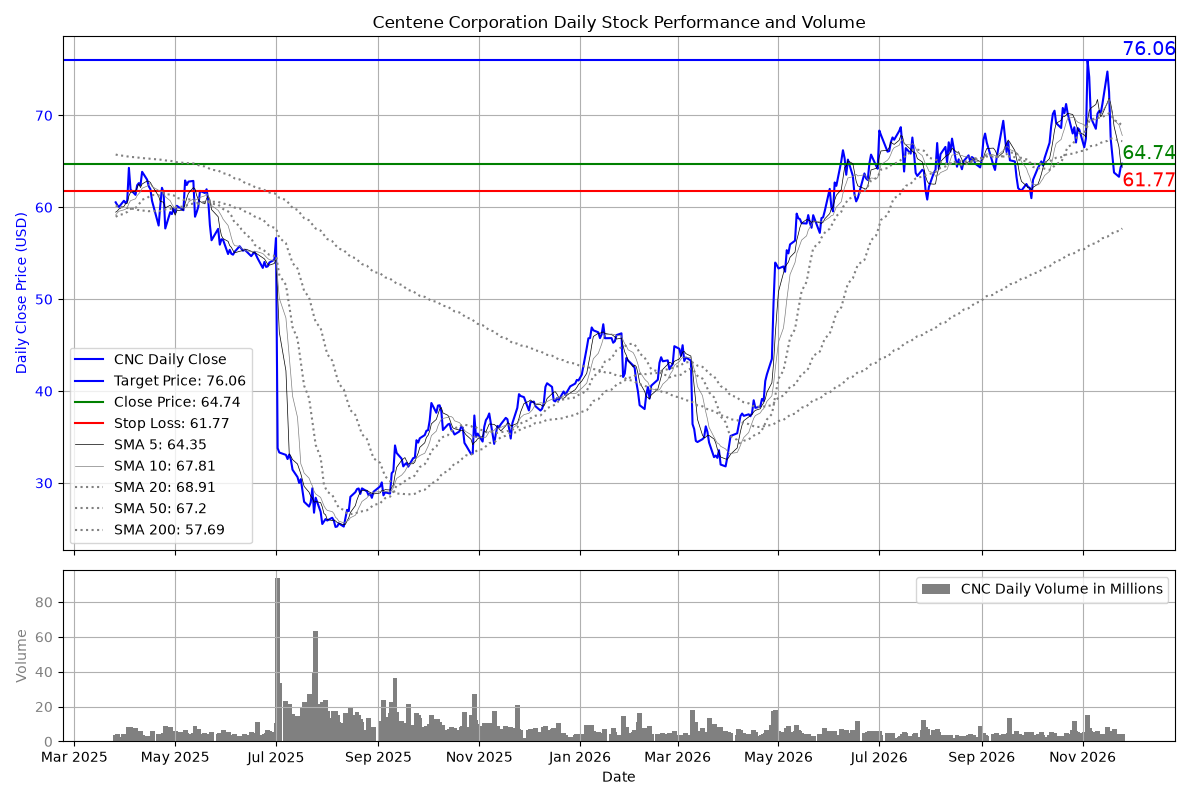 Centene Corporation Daily Stock Performance and Volume
76.06
64.74
61.77
Daily Close Price (USD)
70
60
50
40
30
CNC Daily Close
Target Price: 76.06
Close Price: 64.74
Stop Loss: 61.77
SMA 5: 64.35
SMA 10: 67.81
SMA 20: 68.91
SMA 50: 67.2
SMA 200: 57.69
CNC Daily Volume in Millions
Volume
80
60
40
20
0
Mar 2025
May 2025
Jul 2025
Sep 2025
Nov 2025
Jan 2026
Mar 2026
May 2026
Jul 2026
Sep 2026
Nov 2026
Date